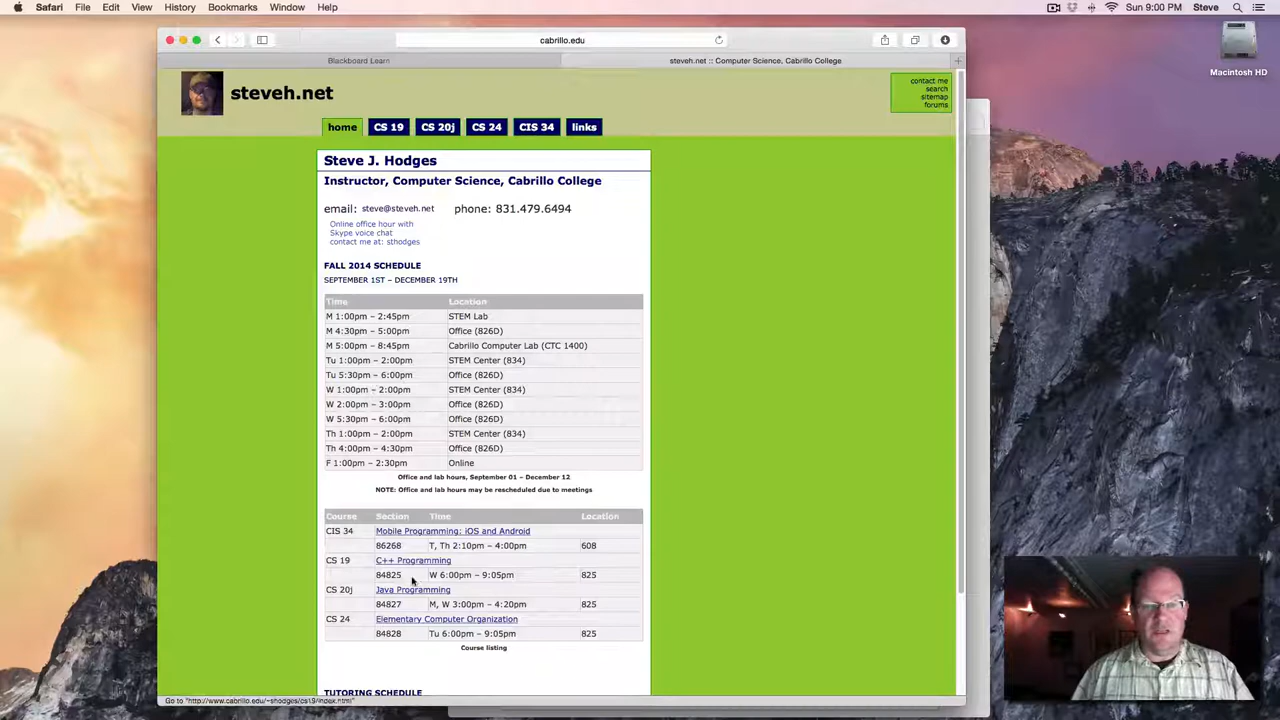 Safari File Edit View History Bookmarks Window Help Sun 9:00 PM Steve
cabrillo.edu
Blackboard Learn steveh.net :: Computer Science, Cabrillo College
Macintosh HD
steveh.net
contact me
search
sitemap
forums
home CS 19 CS 20j CS 24 CIS 34 links
Steve J. Hodges
Instructor, Computer Science, Cabrillo College
email: steve@steveh.net phone: 831.479.6494
Online office hour with
Skype voice chat
contact me at: sthodges
FALL 2014 SCHEDULE
SEPTEMBER 1ST – DECEMBER 19TH
Time Location
M 1:00pm – 2:45pm STEM Lab
M 4:30pm – 5:00pm Office (826D)
M 5:00pm – 8:45pm Cabrillo Computer Lab (CTC 1400)
Tu 1:00pm – 2:00pm STEM Center (834)
Tu 5:30pm – 6:00pm Office (826D)
W 1:00pm – 2:00pm STEM Center (834)
W 2:00pm – 3:00pm Office (826D)
W 5:30pm – 6:00pm Office (826D)
Th 1:00pm – 2:00pm STEM Center (834)
Th 4:00pm – 4:30pm Office (826D)
F 1:00pm – 2:30pm Online
Office and lab hours, September 01 – December 12
NOTE: Office and lab hours may be rescheduled due to meetings
Course Section Time Location
CIS 34 Mobile Programming: iOS and Android
86268 T, Th 2:10pm – 4:00pm 608
CS 19 C++ Programming
84825 W 6:00pm – 9:05pm 825
CS 20j Java Programming
84827 M, W 3:00pm – 4:20pm 825
CS 24 Elementary Computer Organization
84828 Tu 6:00pm – 9:05pm 825
Course listing
TUTORING SCHEDULE
Go to "http://www.cabrillo.edu/~shodges/cs19/index.html"